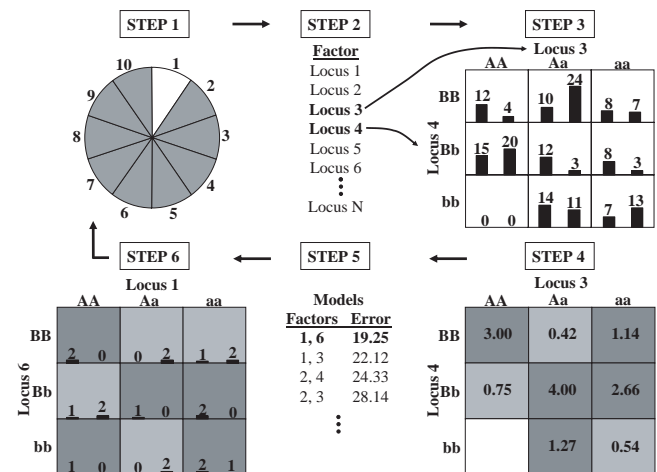 STEP 1
STEP 2
STEP 3
10 1
9 2
8 3
7 4
6 5
Factor
Locus 1
Locus 2
Locus 3
Locus 4
Locus 5
Locus 6
Locus N
Locus 3
AA Aa aa
Locus 4
BB 12 4 10 24 8 7
Bb 15 20 12 3 8 3
bb 0 0 14 11 7 13
STEP 6
STEP 5
STEP 4
Locus 1
AA Aa aa
Locus 6
BB 2 0 0 2 1 2
Bb 1 2 1 0 2 0
bb 1 0 0 2 2 1
Models
Factors Error
1, 6 19.25
1, 3 22.12
2, 4 24.33
2, 3 28.14
Locus 3
AA Aa aa
Locus 4
BB 3.00 0.42 1.14
Bb 0.75 4.00 2.66
bb 1.27 0.54